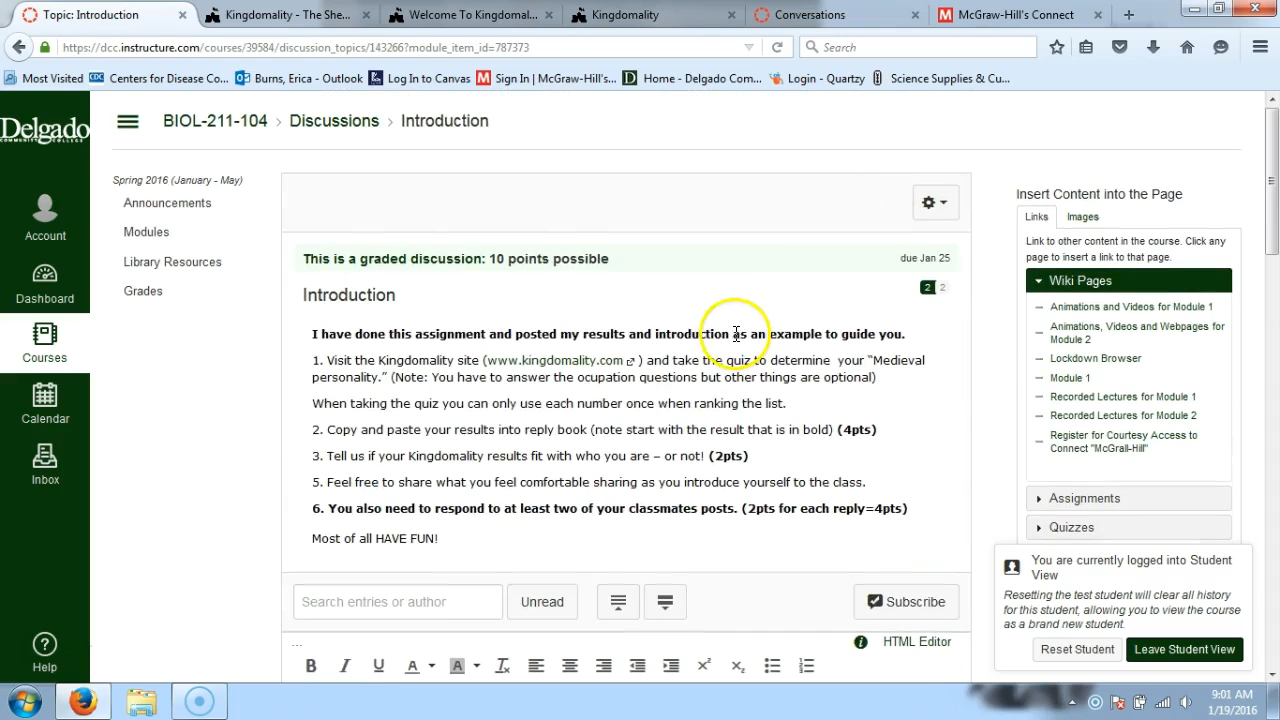 Topic: Introduction
Kingdomality - The She...
Welcome To Kingdomal...
Kingdomality
Conversations
McGraw-Hill's Connect
https://dcc.instructure.com/courses/39584/discussion_topics/143266?module_item_id=787373
Search
Most Visited
CDC
Centers for Disease Co...
Burns, Erica - Outlook
Log In to Canvas
M
Sign In | McGraw-Hill's...
D
Home - Delgado Com...
Login - Quartzy
Science Supplies & Cu...
Delgado
COMMUNITY COLLEGE
Account
Dashboard
Courses
Calendar
Inbox
Help
BIOL-211-104 > Discussions > Introduction
Spring 2016 (January - May)
Announcements
Modules
Library Resources
Grades
This is a graded discussion: 10 points possible
due Jan 25
Introduction
2 2
I have done this assignment and posted my results and introduction as an example to guide you.
1. Visit the Kingdomality site (www.kingdomality.com ) and take the quiz to determine your “Medieval
personality.” (Note: You have to answer the ocupation questions but other things are optional)
When taking the quiz you can only use each number once when ranking the list.
2. Copy and paste your results into reply book (note start with the result that is in bold) (4pts)
3. Tell us if your Kingdomality results fit with who you are – or not! (2pts)
5. Feel free to share what you feel comfortable sharing as you introduce yourself to the class.
6. You also need to respond to at least two of your classmates posts. (2pts for each reply=4pts)
Most of all HAVE FUN!
Search entries or author
Unread
Subscribe
...
HTML Editor
B I U A A
Insert Content into the Page
Links
Images
Link to other content in the course. Click any
page to insert a link to that page.
Wiki Pages
Animations and Videos for Module 1
Animations, Videos and Webpages for
Module 2
Lockdown Browser
Module 1
Recorded Lectures for Module 1
Recorded Lectures for Module 2
Register for Courtesy Access to
Connect "McGrall-Hill"
Assignments
Quizzes
You are currently logged into Student
View
Resetting the test student will clear all history
for this student, allowing you to view the course
as a brand new student.
Reset Student
Leave Student View
9:01 AM
1/19/2016